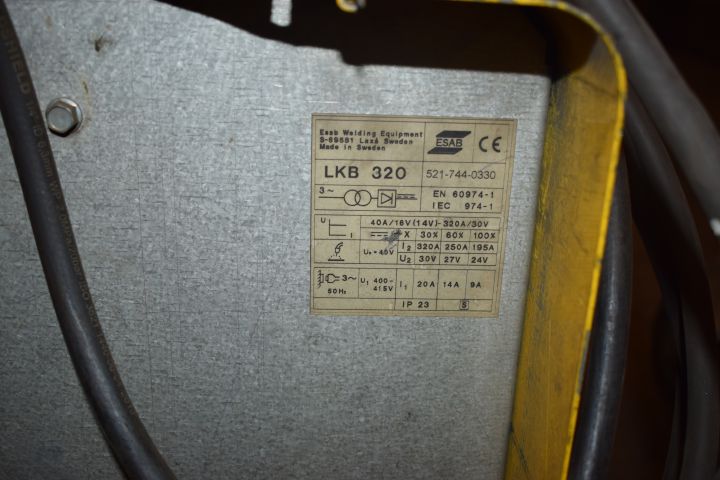 Esab Welding Equipment
S-69581 Laxå Sweden
Made in Sweden
ESAB
CE
LKB 320
521-744-0330
3~
EN 60974-1
IEC 974-1
U
I
40A/16V (14V)-320A/30V
X 30% 60% 100%
I2 320A 250A 195A
U2 30V 27V 24V
3~
50Hz
U1 400-
415V
I1 20A 14A 9A
IP 23
S